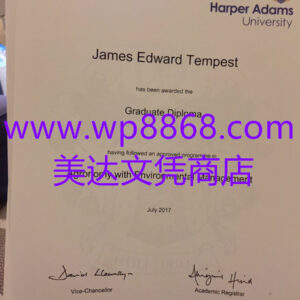 Harper Adams
University
James Edward Tempest
has been awarded the
Graduate Diploma
www.wp8868.com
having followed an approved programme in
美达文凭商店
Agronomy with Environmental Management
July 2017
Vice-Chancellor
Academic Registrar